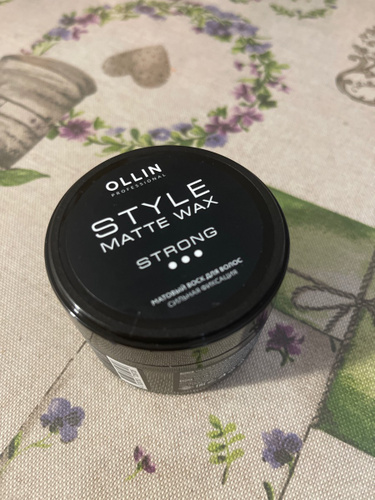 OLLIN
PROFESSIONAL
STYLE
MATTE WAX
STRONG
МАТОВЫЙ ВОСК ДЛЯ ВОЛОС
СИЛЬНАЯ ФИКСАЦИЯ